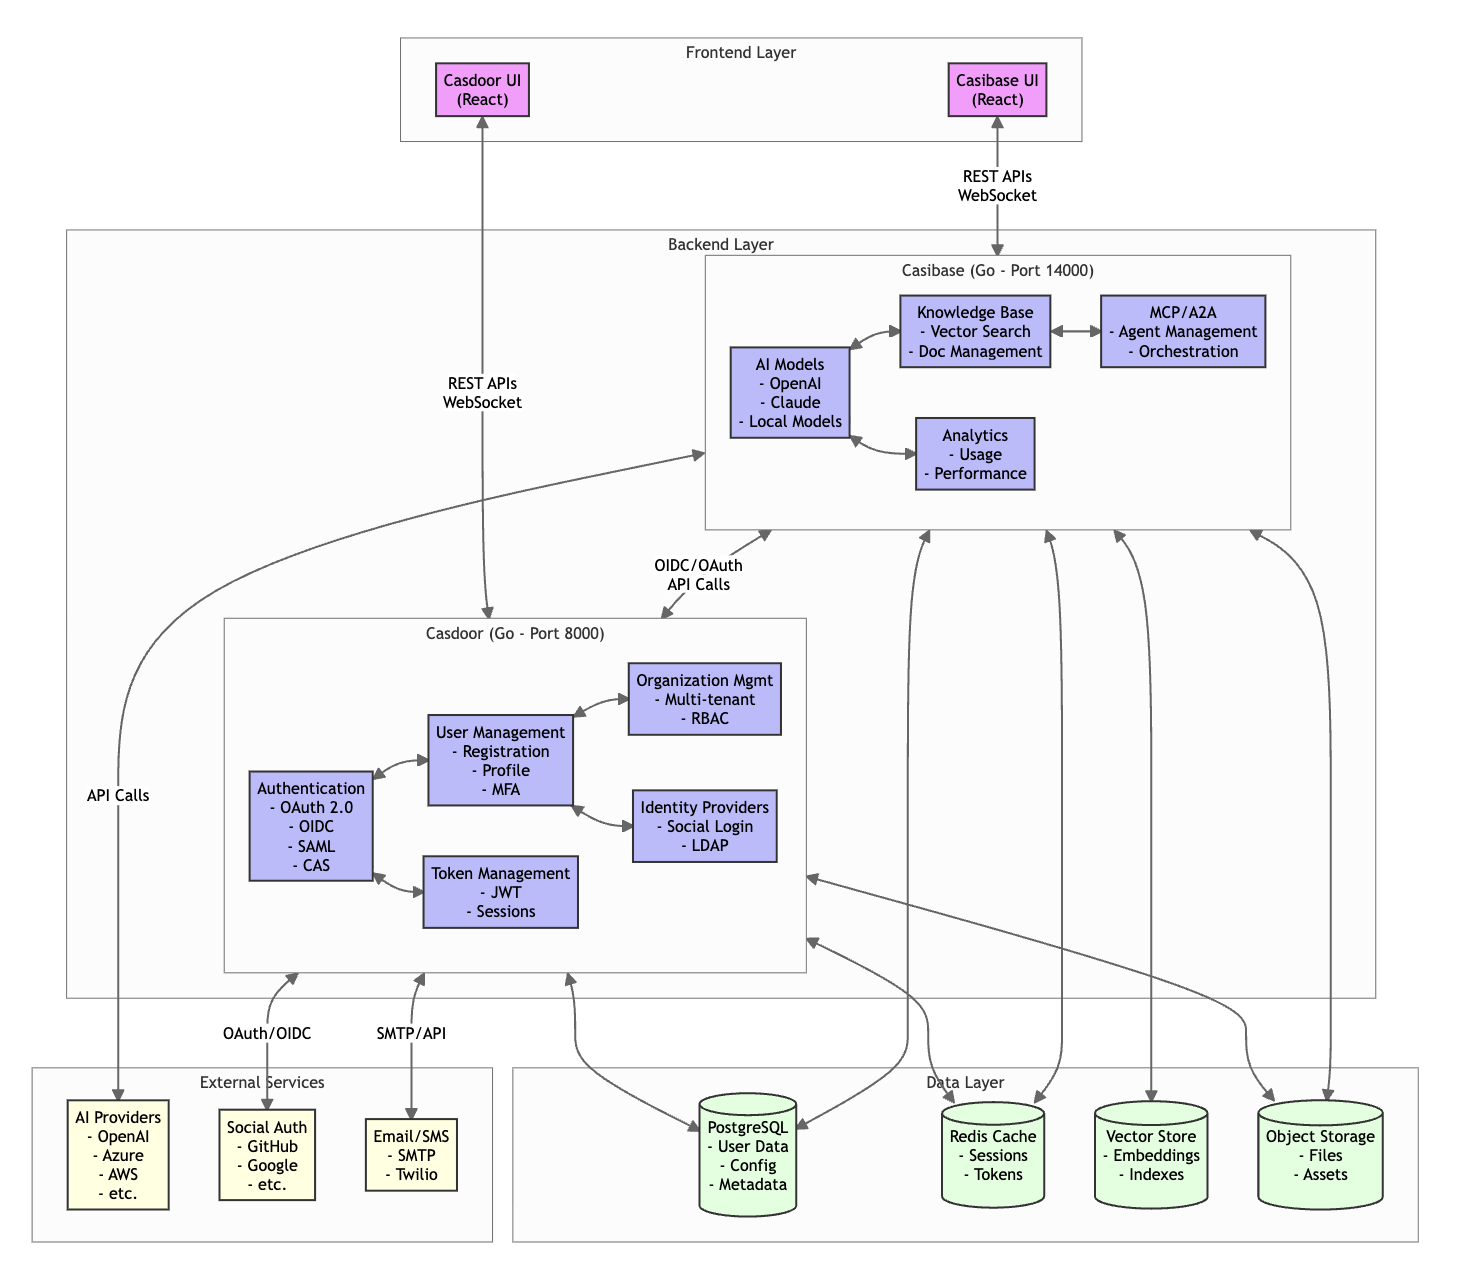 Frontend Layer
Casdoor UI
(React)
Casibase UI
(React)
REST APIs
WebSocket
Backend Layer
Casibase (Go - Port 14000)
Knowledge Base
- Vector Search
- Doc Management
MCP/A2A
- Agent Management
- Orchestration
AI Models
- OpenAI
- Claude
- Local Models
REST APIs
WebSocket
Analytics
- Usage
- Performance
OIDC/OAuth
API Calls
Casdoor (Go - Port 8000)
Organization Mgmt
- Multi-tenant
- RBAC
User Management
- Registration
- Profile
- MFA
Authentication
- OAuth 2.0
- OIDC
- SAML
- CAS
Identity Providers
- Social Login
- LDAP
API Calls
Token Management
- JWT
- Sessions
OAuth/OIDC
SMTP/API
External Services
AI Providers
- OpenAI
- Azure
- AWS
- etc.
Social Auth
- GitHub
- Google
- etc.
Email/SMS
- SMTP
- Twilio
Data Layer
PostgreSQL
- User Data
- Config
- Metadata
Redis Cache
- Sessions
- Tokens
Vector Store
- Embeddings
- Indexes
Object Storage
- Files
- Assets